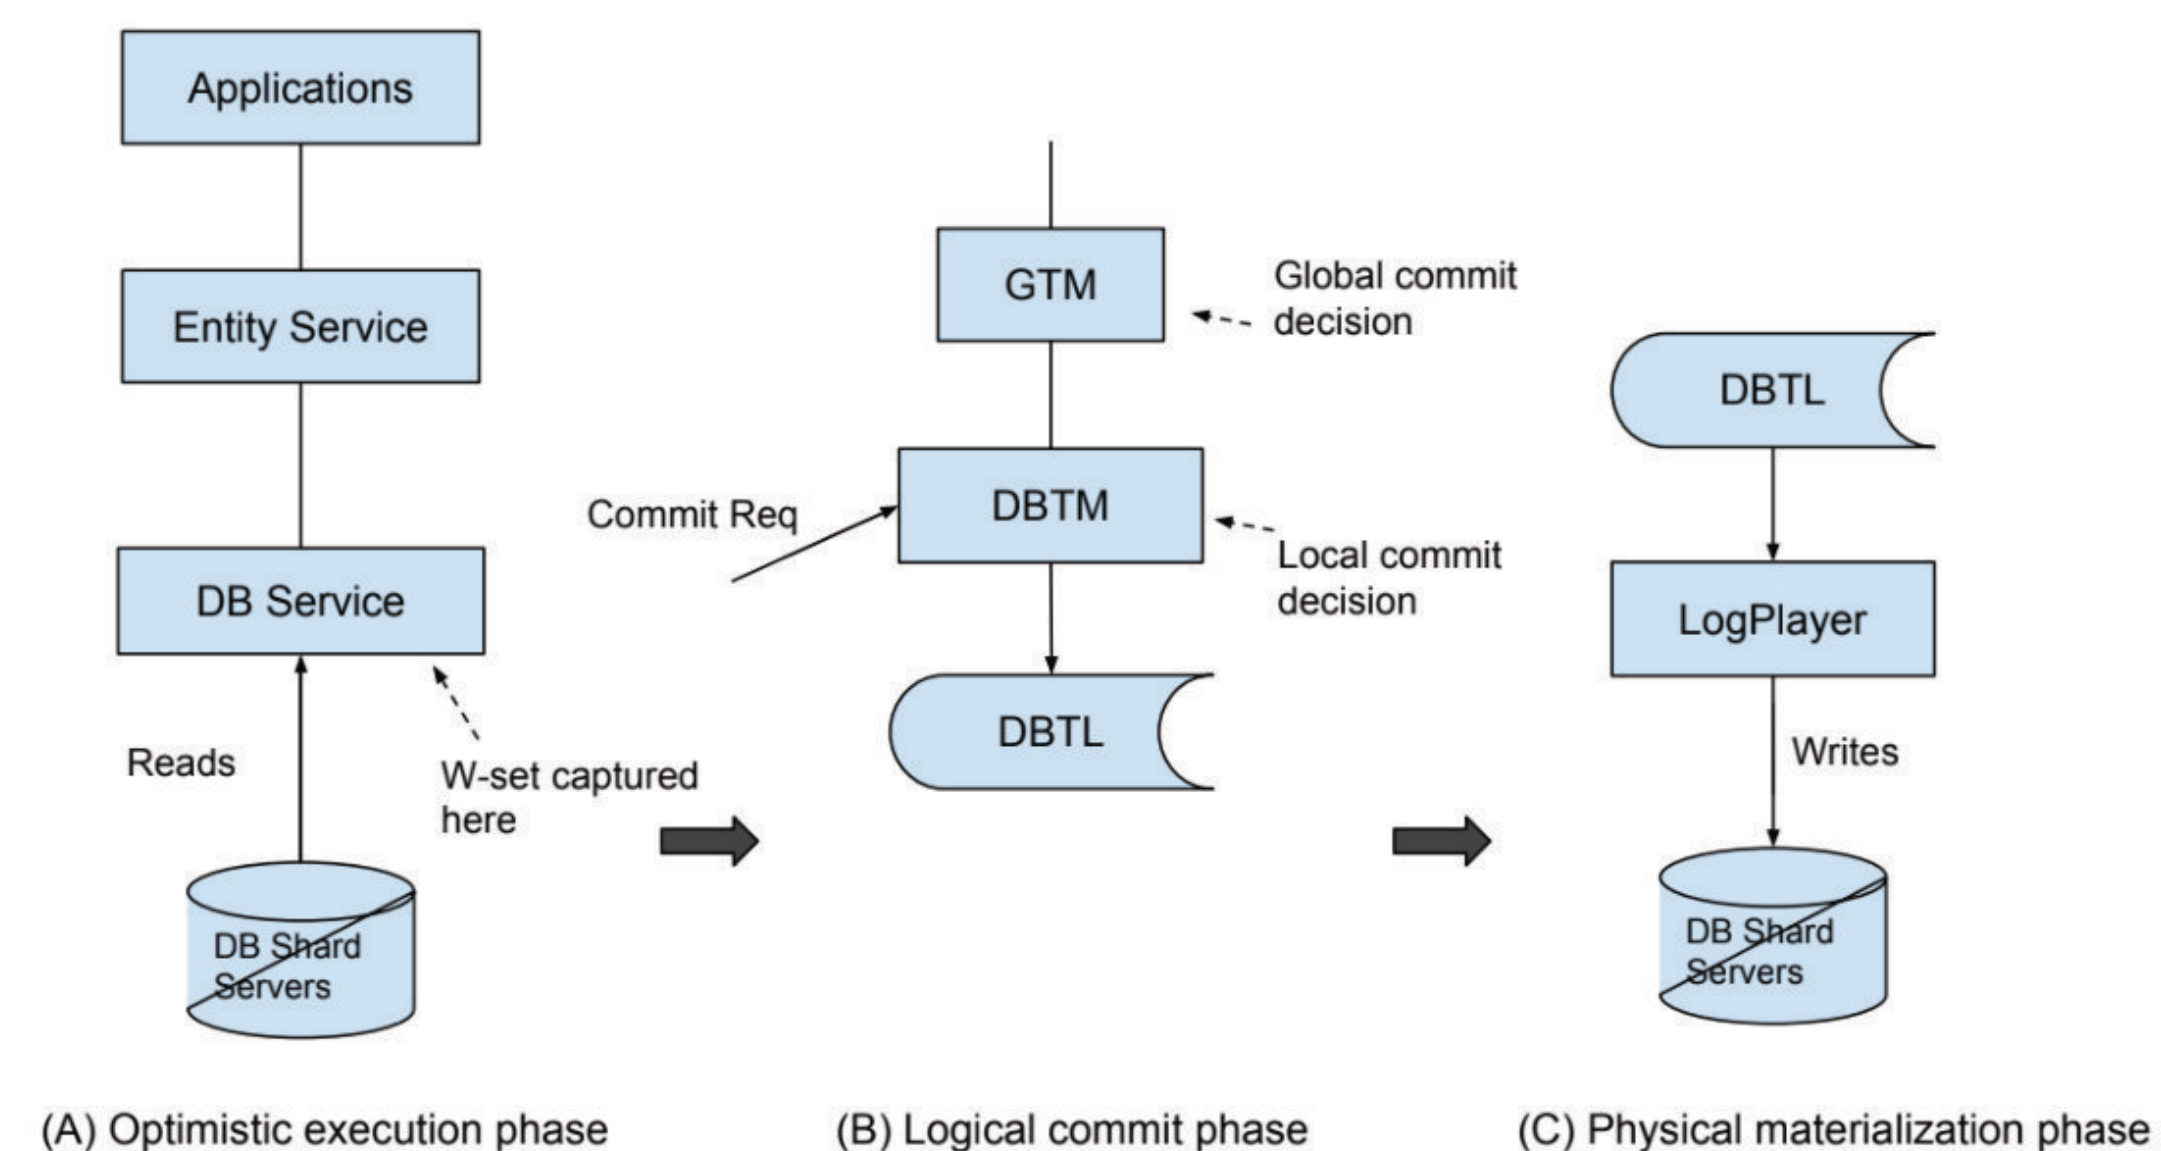 Applications
Entity Service
DB Service
Reads
W-set captured
here
DB Shard
Servers
(A) Optimistic execution phase
GTM
Global commit
decision
Commit Req
DBTM
Local commit
decision
DBTL
(B) Logical commit phase
DBTL
LogPlayer
Writes
DB Shard
Servers
(C) Physical materialization phase